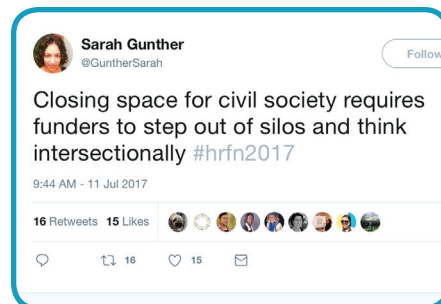 Sarah Gunther
@GuntherSarah
Follow
Closing space for civil society requires
funders to step out of silos and think
intersectionally #hrfn2017
9:44 AM - 11 Jul 2017
16 Retweets 15 Likes
16
15